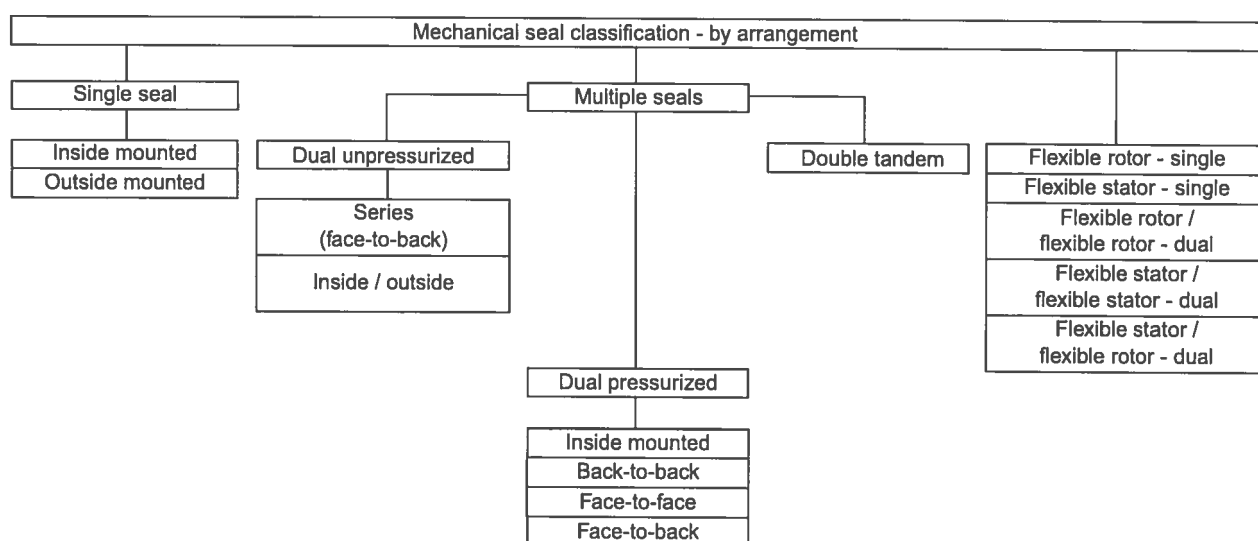 Mechanical seal classification - by arrangement
Single seal
Inside mounted
Outside mounted
Multiple seals
Dual unpressurized
Series
(face-to-back)
Inside / outside
Dual pressurized
Inside mounted
Back-to-back
Face-to-face
Face-to-back
Double tandem
Flexible rotor - single
Flexible stator - single
Flexible rotor /
flexible rotor - dual
Flexible stator /
flexible stator - dual
Flexible stator /
flexible rotor - dual